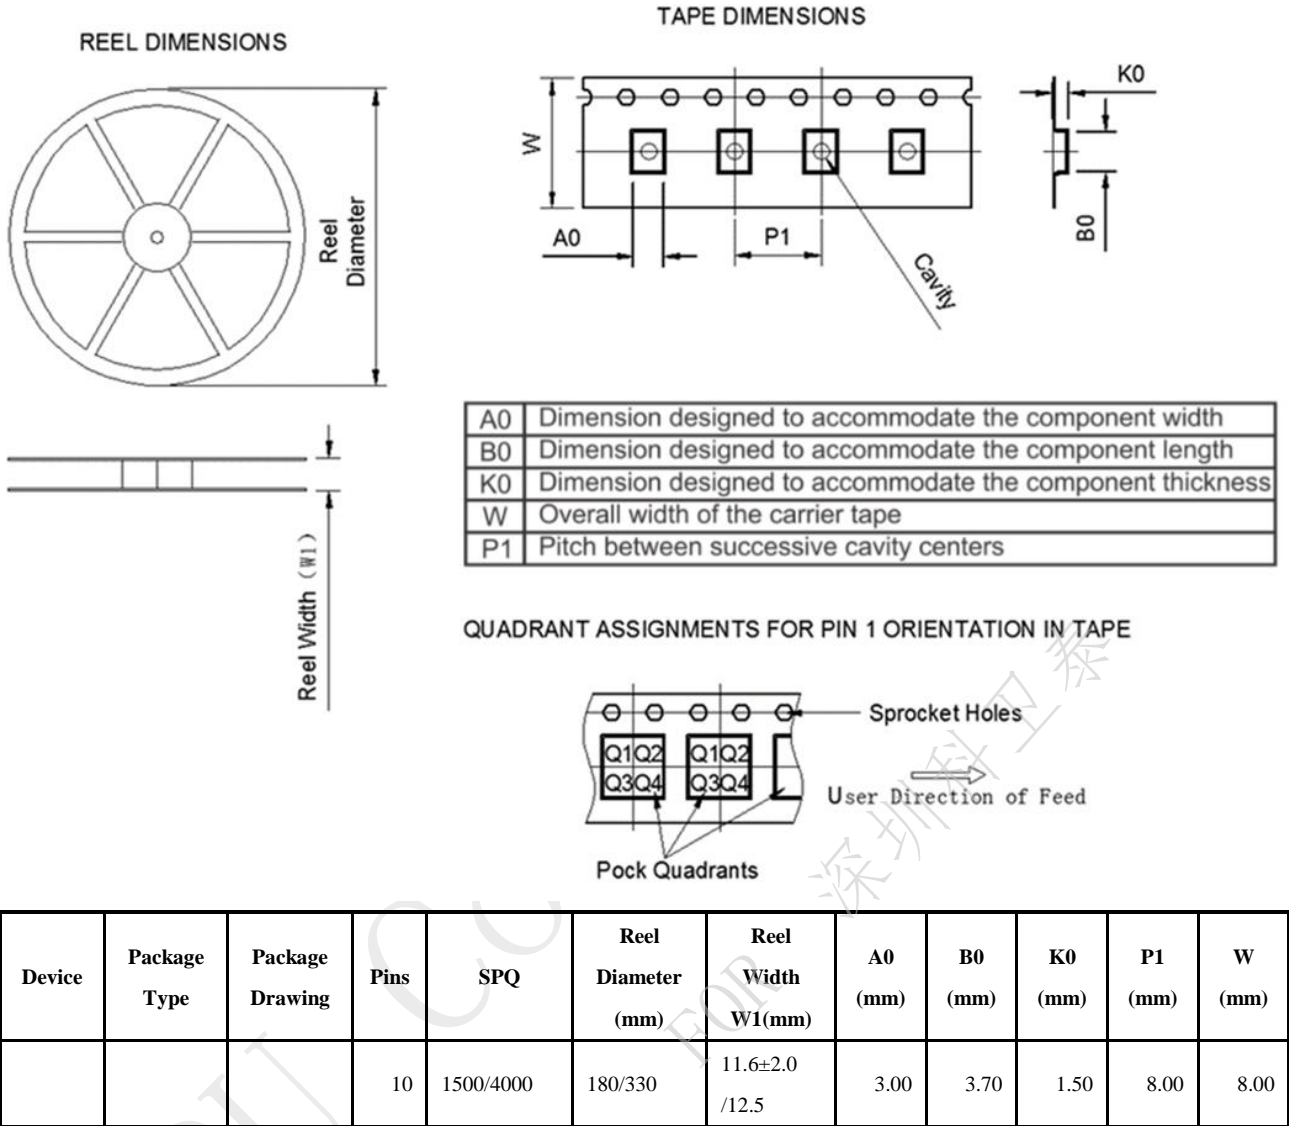 REEL DIMENSIONS
TAPE DIMENSIONS
Reel
Diameter
W
A0
P1
Cavity
K0
B0
Reel Width (W1)
A0 Dimension designed to accommodate the component width
B0 Dimension designed to accommodate the component length
K0 Dimension designed to accommodate the component thickness
W Overall width of the carrier tape
P1 Pitch between successive cavity centers
QUADRANT ASSIGNMENTS FOR PIN 1 ORIENTATION IN TAPE
Sprocket Holes
Q1 Q2 Q1 Q2
Q3 Q4 Q3 Q4
User Direction of Feed
Pock Quadrants
深圳科卫泰
FOR
Device Package Type Package Drawing Pins SPQ Reel Diameter (mm) Reel Width W1(mm) A0 (mm) B0 (mm) K0 (mm) P1 (mm) W (mm)
10 1500/4000 180/330 11.6±2.0 /12.5 3.00 3.70 1.50 8.00 8.00